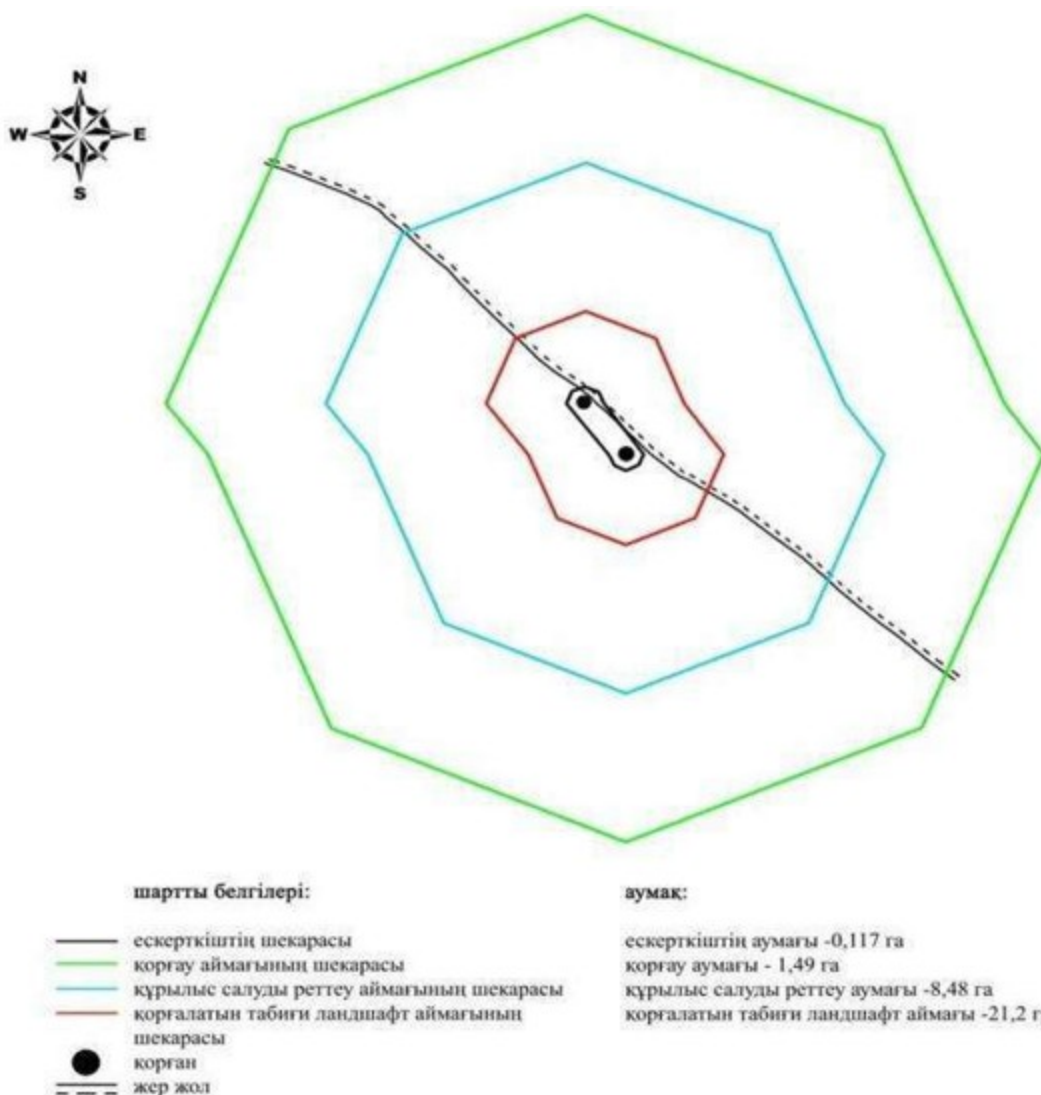 N
W E
S
шартты белгілері:
аумақ:
ескерткіштің шекарасы
ескерткіштің аумағы -0,117 га
қорғау аймағының шекарасы
қорғау аумағы - 1,49 га
құрылыс салуды реттеу аймағының шекарасы
құрылыс салуды реттеу аумағы -8,48 га
қорғалатын табиғи ландшафт аймағының
қорғалатын табиғи ландшафт аймағы -21,2 г
шекарасы
қорған
жер жол